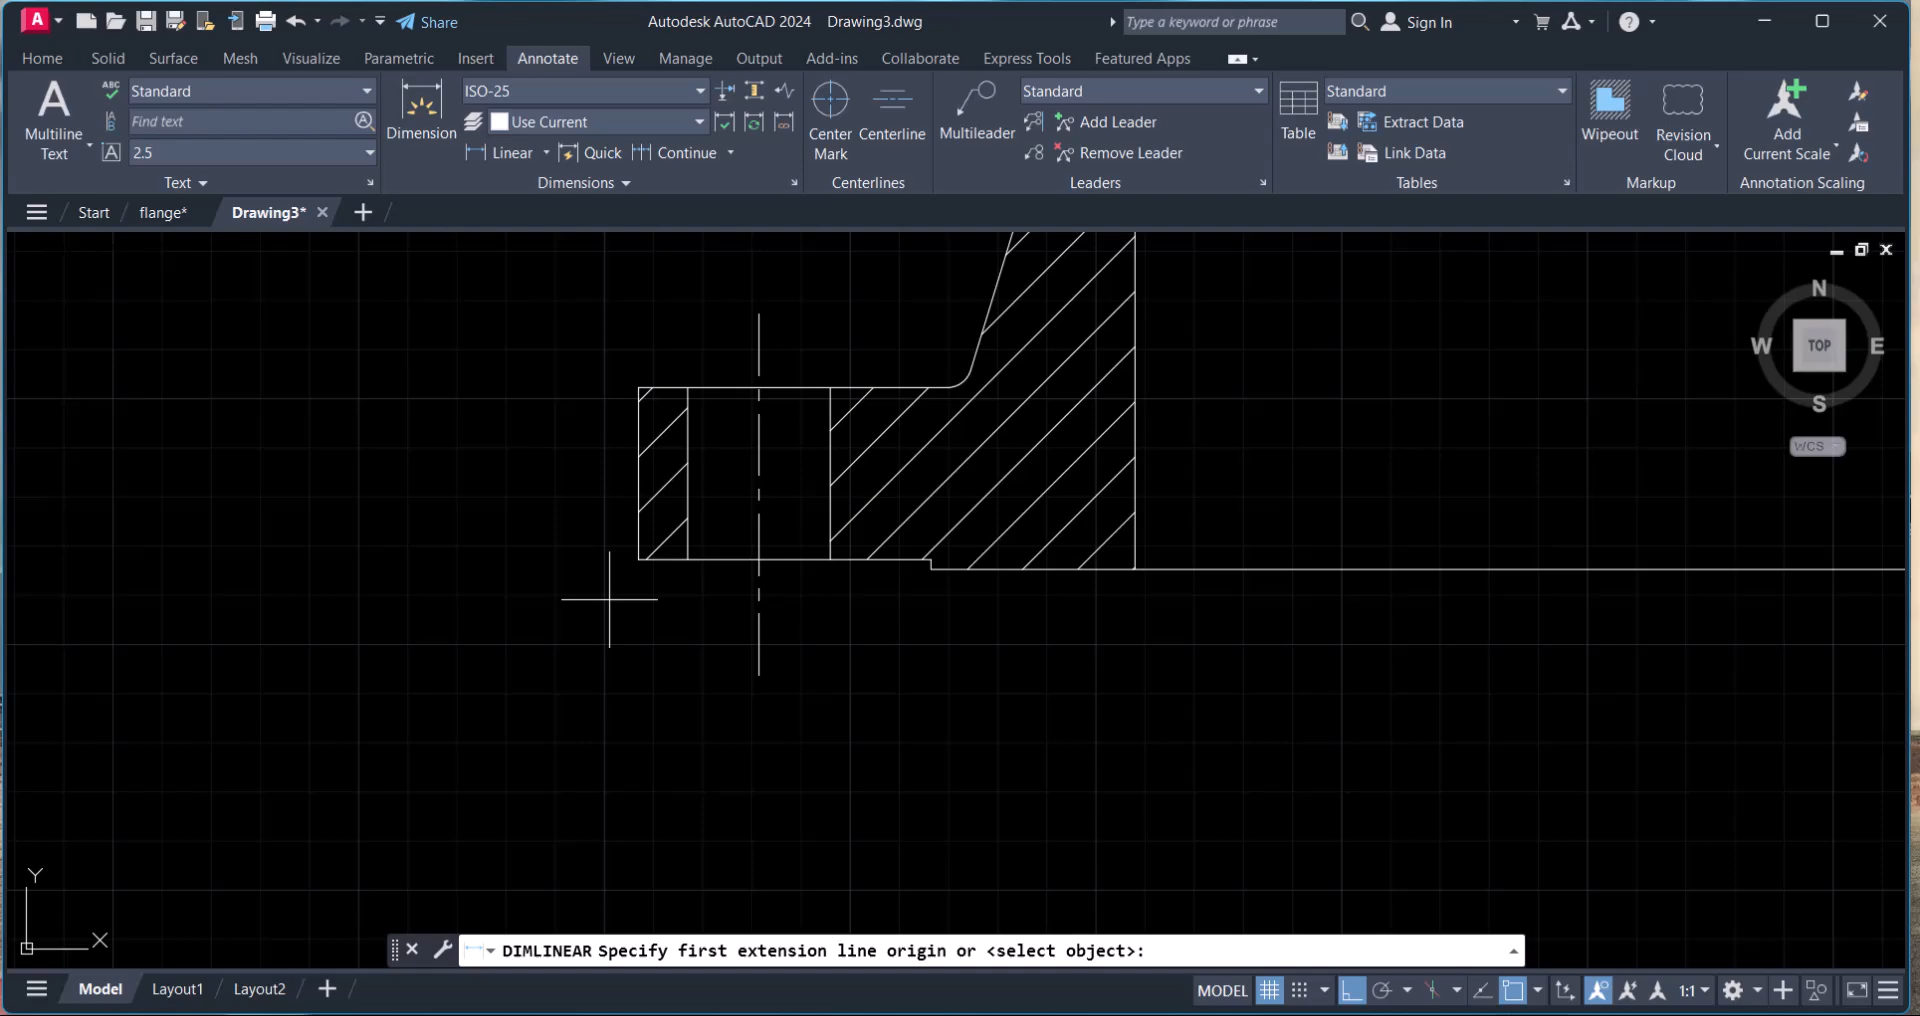 A Share Autodesk AutoCAD 2024 Drawing3.dwg Type a keyword or phrase Sign In ?
Home Solid Surface Mesh Visualize Parametric Insert Annotate View Manage Output Add-ins Collaborate Express Tools Featured Apps
A ABC Standard ISO-25 Standard Standard
Find text Use Current Add Leader Extract Data
Multiline Text Dimension Center Mark Centerline Multileader Table Wipeout Revision Cloud Add Current Scale
A 2.5 Linear Quick Continue Remove Leader Link Data
Text Dimensions Centerlines Leaders Tables Markup Annotation Scaling
Start flange* Drawing3*
N
W TOP E
S
WCS
Y
X
DIMLINEAR Specify first extension line origin or <select object>:
Model Layout1 Layout2 MODEL 1:1